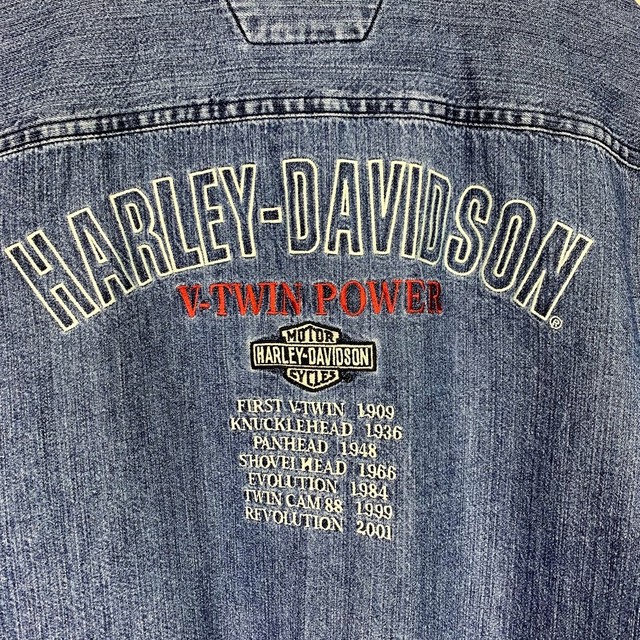 HARLEY-DAVIDSON®
V-TWIN POWER
MOTOR
HARLEY-DAVIDSON
CYCLES
FIRST V-TWIN 1909
KNUCKLEHEAD 1936
PANHEAD 1948
SHOVELHEAD 1966
EVOLUTION 1984
TWIN CAM 88 1999
REVOLUTION 2001